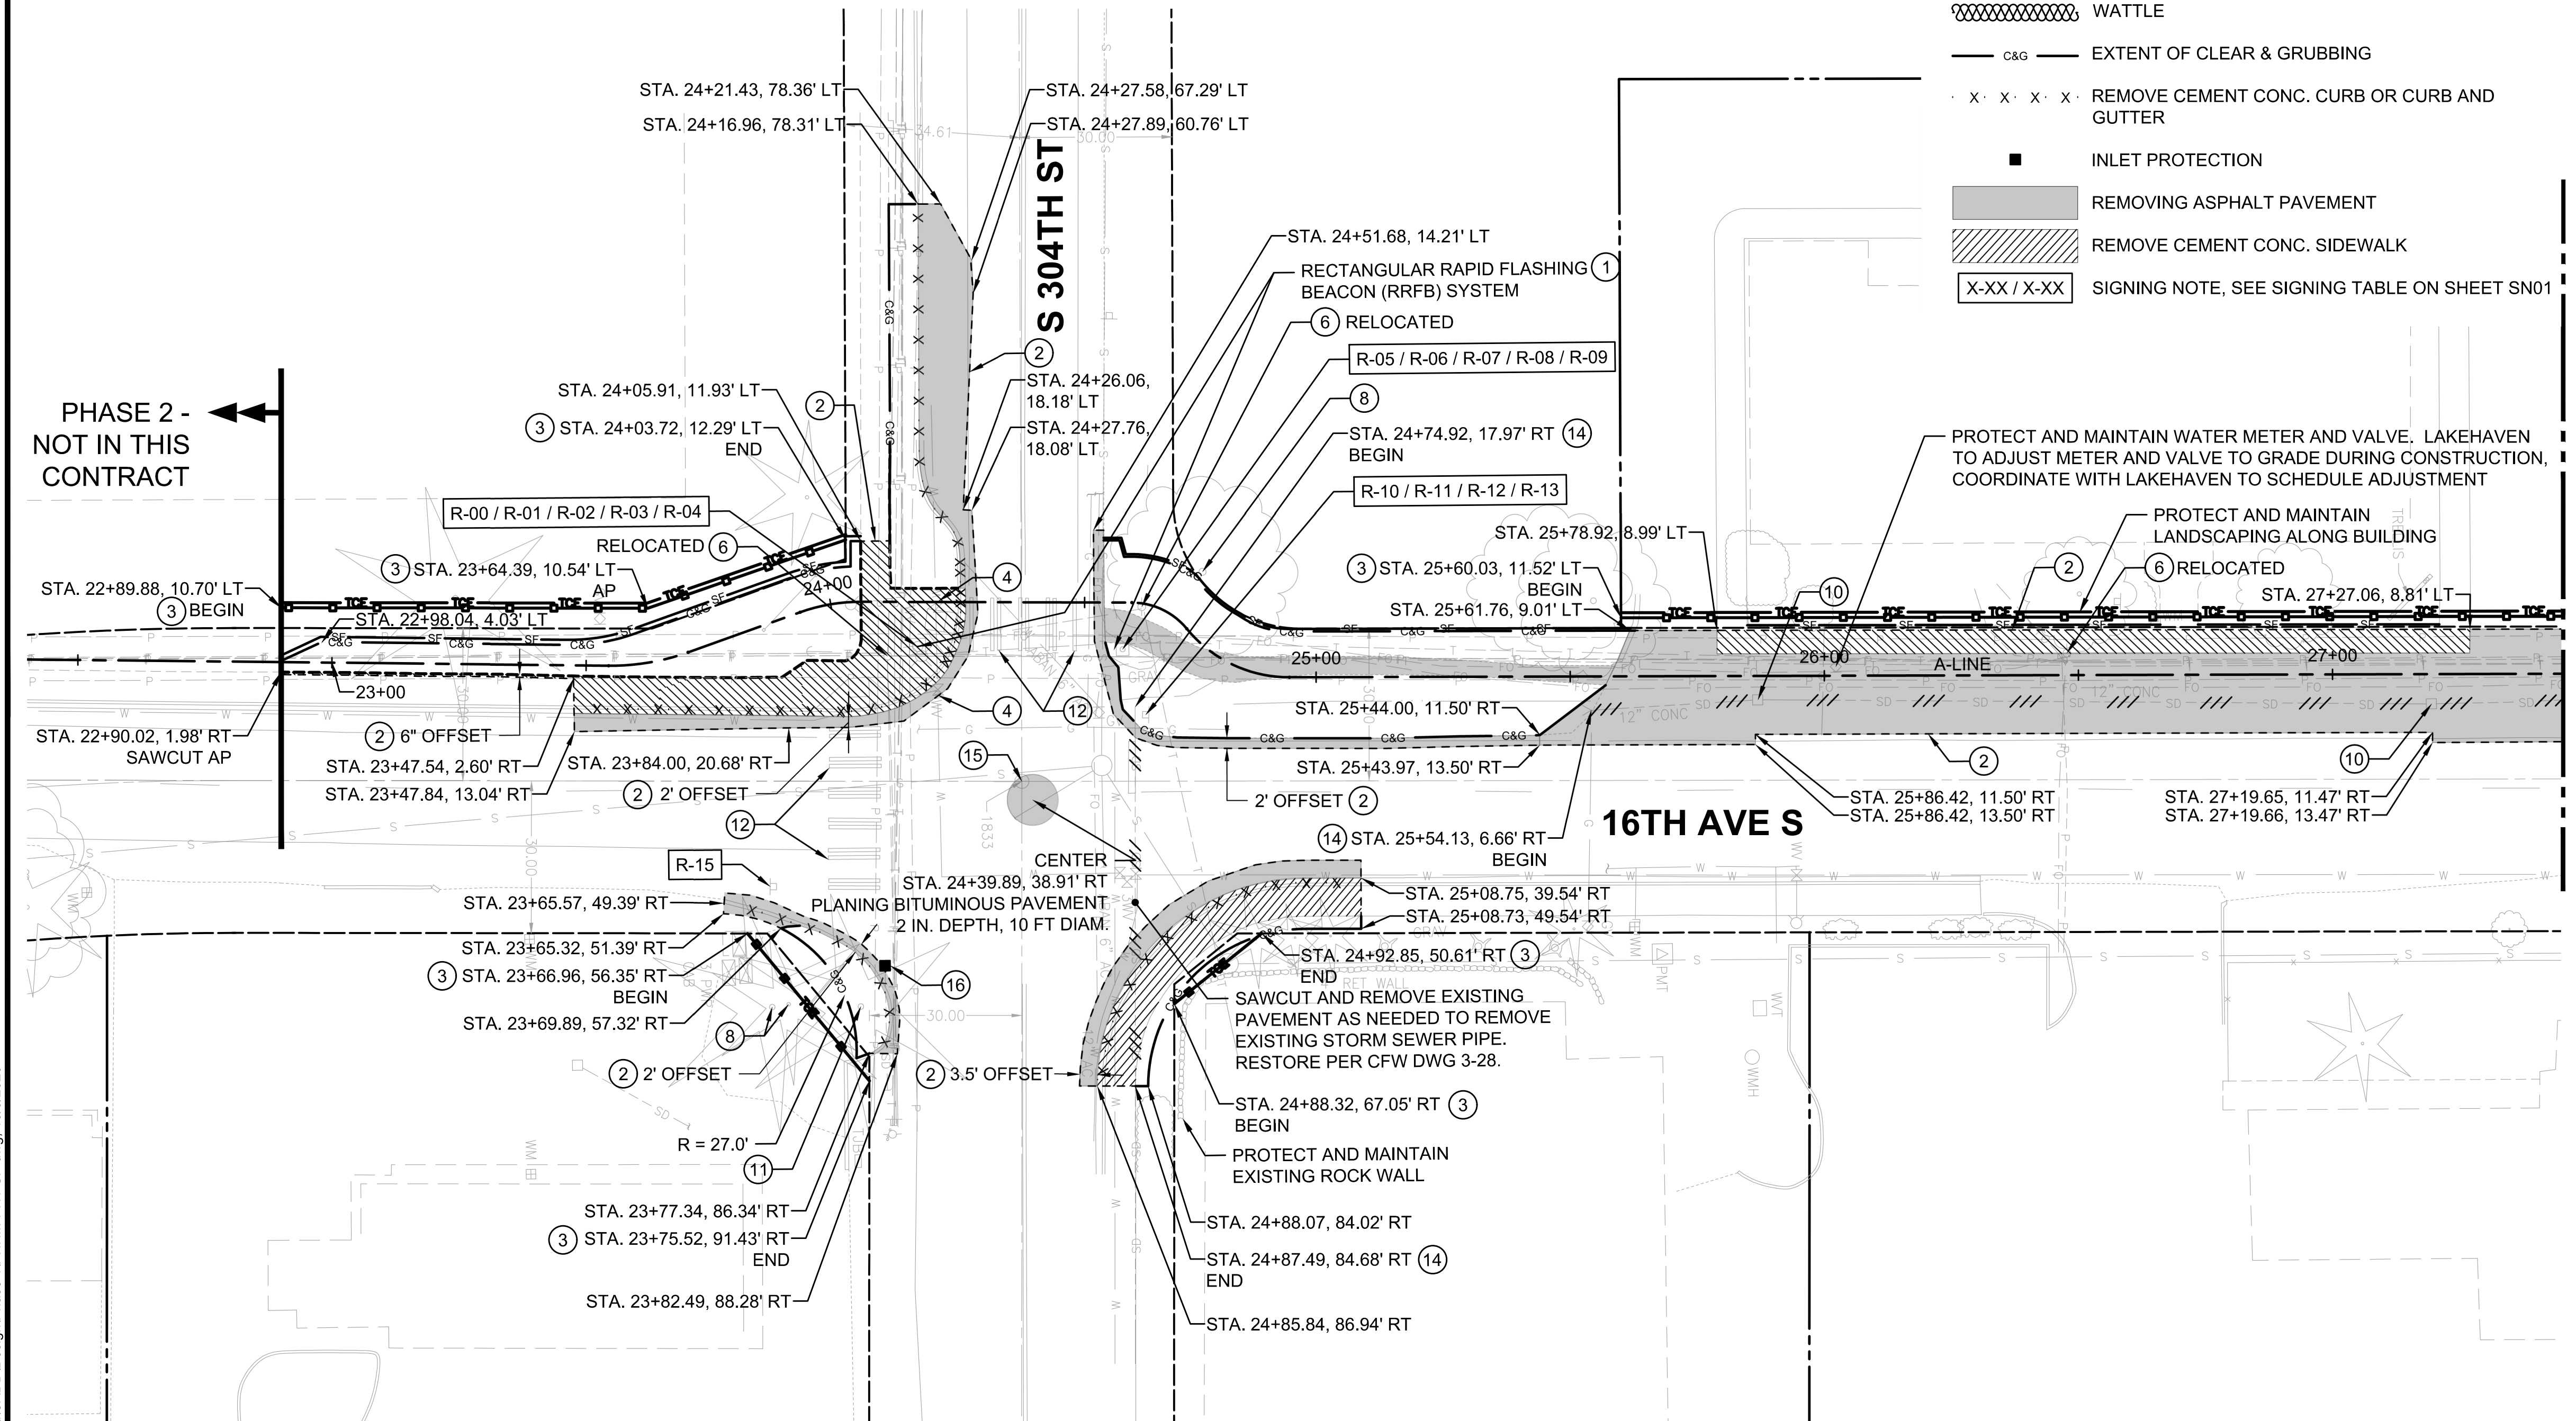 WATTLE
C&G EXTENT OF CLEAR & GRUBBING
X X X X REMOVE CEMENT CONC. CURB OR CURB AND
GUTTER
INLET PROTECTION
REMOVING ASPHALT PAVEMENT
REMOVE CEMENT CONC. SIDEWALK
X-XX / X-XX SIGNING NOTE, SEE SIGNING TABLE ON SHEET SN01
STA. 24+21.43, 78.36' LT
STA. 24+16.96, 78.31' LT
STA. 24+27.58, 67.29' LT
STA. 24+27.89, 60.76' LT
34.61
30.00
S 304TH ST
STA. 24+51.68, 14.21' LT
RECTANGULAR RAPID FLASHING 1
BEACON (RRFB) SYSTEM
6 RELOCATED
R-05 / R-06 / R-07 / R-08 / R-09
8
STA. 24+74.92, 17.97' RT 14
BEGIN
R-10 / R-11 / R-12 / R-13
2
STA. 24+26.06,
18.18' LT
STA. 24+27.76,
18.08' LT
PHASE 2 -
NOT IN THIS
CONTRACT
STA. 24+05.91, 11.93' LT
2
3 STA. 24+03.72, 12.29' LT
END
R-00 / R-01 / R-02 / R-03 / R-04
RELOCATED 6
3 STA. 23+64.39, 10.54' LT
AP
STA. 22+89.88, 10.70' LT
3 BEGIN
STA. 22+98.04, 4.03' LT
24+00
23+00
4
4
12
PROTECT AND MAINTAIN WATER METER AND VALVE. LAKEHAVEN
TO ADJUST METER AND VALVE TO GRADE DURING CONSTRUCTION,
COORDINATE WITH LAKEHAVEN TO SCHEDULE ADJUSTMENT
PROTECT AND MAINTAIN
LANDSCAPING ALONG BUILDING
STA. 25+78.92, 8.99' LT
2
6 RELOCATED
3 STA. 25+60.03, 11.52' LT
BEGIN
10
STA. 25+61.76, 9.01' LT
STA. 27+27.06, 8.81' LT
25+00
26+00
A-LINE
27+00
12" CONC
12" CONC
STA. 22+90.02, 1.98' RT
SAWCUT AP
2 6" OFFSET
STA. 23+47.54, 2.60' RT
STA. 23+47.84, 13.04' RT
STA. 23+84.00, 20.68' RT
2 2' OFFSET
12
15
STA. 25+44.00, 11.50' RT
STA. 25+43.97, 13.50' RT
2' OFFSET 2
14 STA. 25+54.13, 6.66' RT
BEGIN
16TH AVE S
2
10
STA. 25+86.42, 11.50' RT
STA. 25+86.42, 13.50' RT
STA. 27+19.65, 11.47' RT
STA. 27+19.66, 13.47' RT
1833
30.00
R-15
CENTER
STA. 24+39.89, 38.91' RT
PLANING BITUMINOUS PAVEMENT
2 IN. DEPTH, 10 FT DIAM.
STA. 23+65.57, 49.39' RT
STA. 23+65.32, 51.39' RT
3 STA. 23+66.96, 56.35' RT
BEGIN
STA. 23+69.89, 57.32' RT
8
2 2' OFFSET
16
30.00
2 3.5' OFFSET
R = 27.0'
11
STA. 23+77.34, 86.34' RT
3 STA. 23+75.52, 91.43' RT
END
STA. 23+82.49, 88.28' RT
STA. 25+08.75, 39.54' RT
STA. 25+08.73, 49.54' RT
STA. 24+92.85, 50.61' RT 3
END
RET WALL
SAWCUT AND REMOVE EXISTING
PAVEMENT AS NEEDED TO REMOVE
EXISTING STORM SEWER PIPE.
RESTORE PER CFW DWG 3-28.
STA. 24+88.32, 67.05' RT 3
BEGIN
PROTECT AND MAINTAIN
EXISTING ROCK WALL
STA. 24+88.07, 84.02' RT
STA. 24+87.49, 84.68' RT 14
END
STA. 24+85.84, 86.94' RT
PMT
WVT
WMH
WM